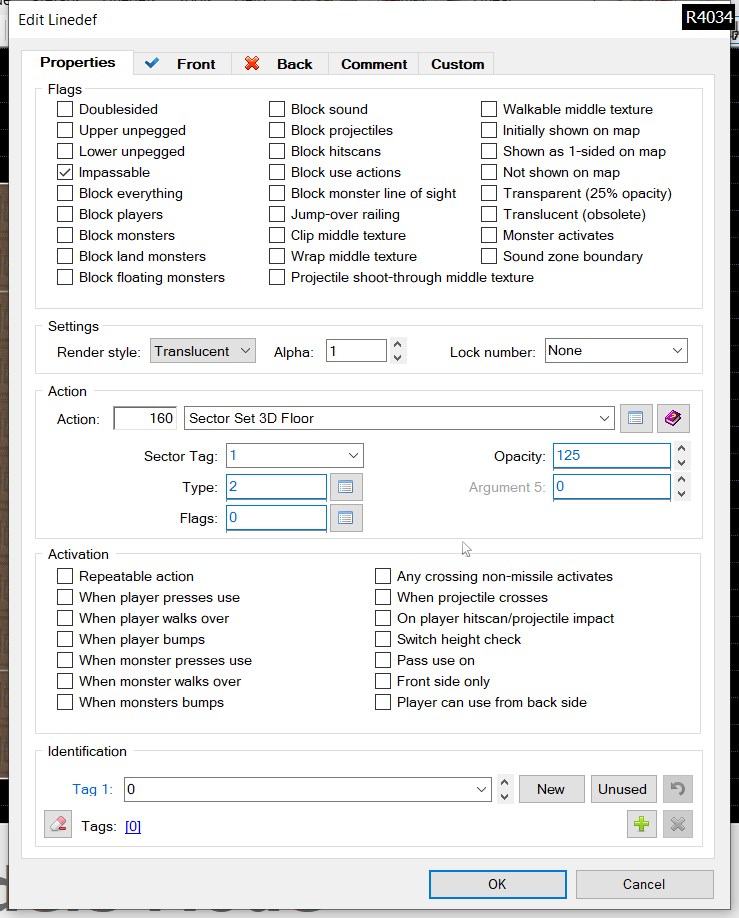 Edit Linedef
R4034
Properties
Front
Back
Comment
Custom
Flags
Doublesided
Block sound
Walkable middle texture
Upper unpegged
Block projectiles
Initially shown on map
Lower unpegged
Block hitscans
Shown as 1-sided on map
Impassable
Block use actions
Not shown on map
Block everything
Block monster line of sight
Transparent (25% opacity)
Block players
Jump-over railing
Translucent (obsolete)
Block monsters
Clip middle texture
Monster activates
Block land monsters
Wrap middle texture
Sound zone boundary
Block floating monsters
Projectile shoot-through middle texture
Settings
Render style: Translucent
Alpha: 1
Lock number: None
Action
Action: 160 Sector Set 3D Floor
Sector Tag: 1
Opacity: 125
Type: 2
Argument 5: 0
Flags: 0
Activation
Repeatable action
Any crossing non-missile activates
When player presses use
When projectile crosses
When player walks over
On player hitscan/projectile impact
When player bumps
Switch height check
When monster presses use
Pass use on
When monster walks over
Front side only
When monsters bumps
Player can use from back side
Identification
Tag 1: 0
New
Unused
Tags: [0]
OK
Cancel